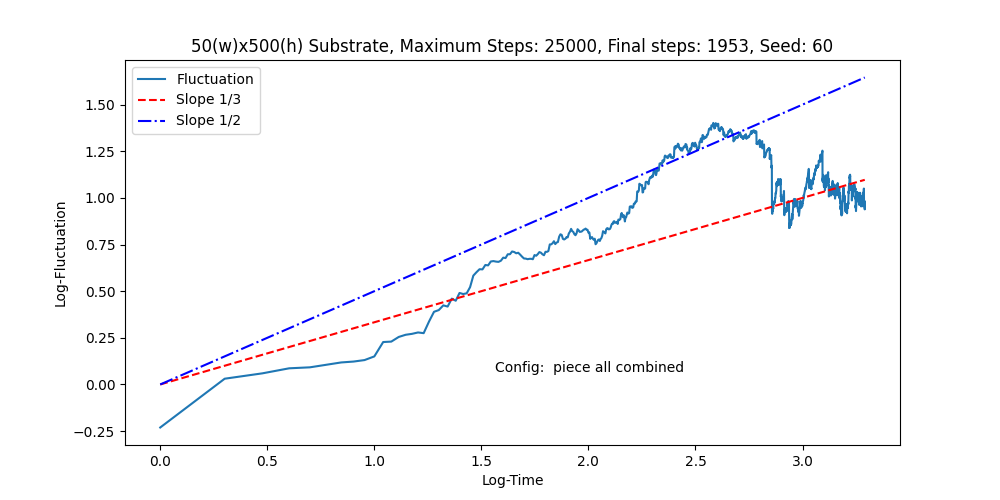 50(w)x500(h) Substrate, Maximum Steps: 25000, Final steps: 1953, Seed: 60
Fluctuation
Slope 1/3
Slope 1/2
1.50
1.25
1.00
0.75
0.50
0.25
0.00
−0.25
Log-Fluctuation
Config:  piece all combined
0.0 0.5 1.0 1.5 2.0 2.5 3.0
Log-Time